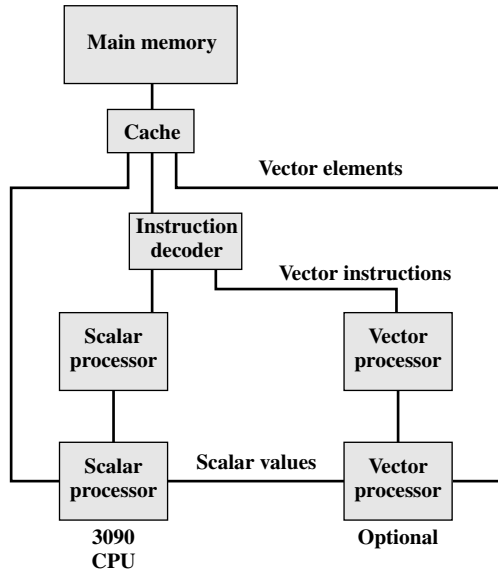 Main memory
Cache
Vector elements
Instruction
decoder
Vector instructions
Scalar
processor
Vector
processor
Scalar
processor
Scalar values
Vector
processor
3090
CPU
Optional